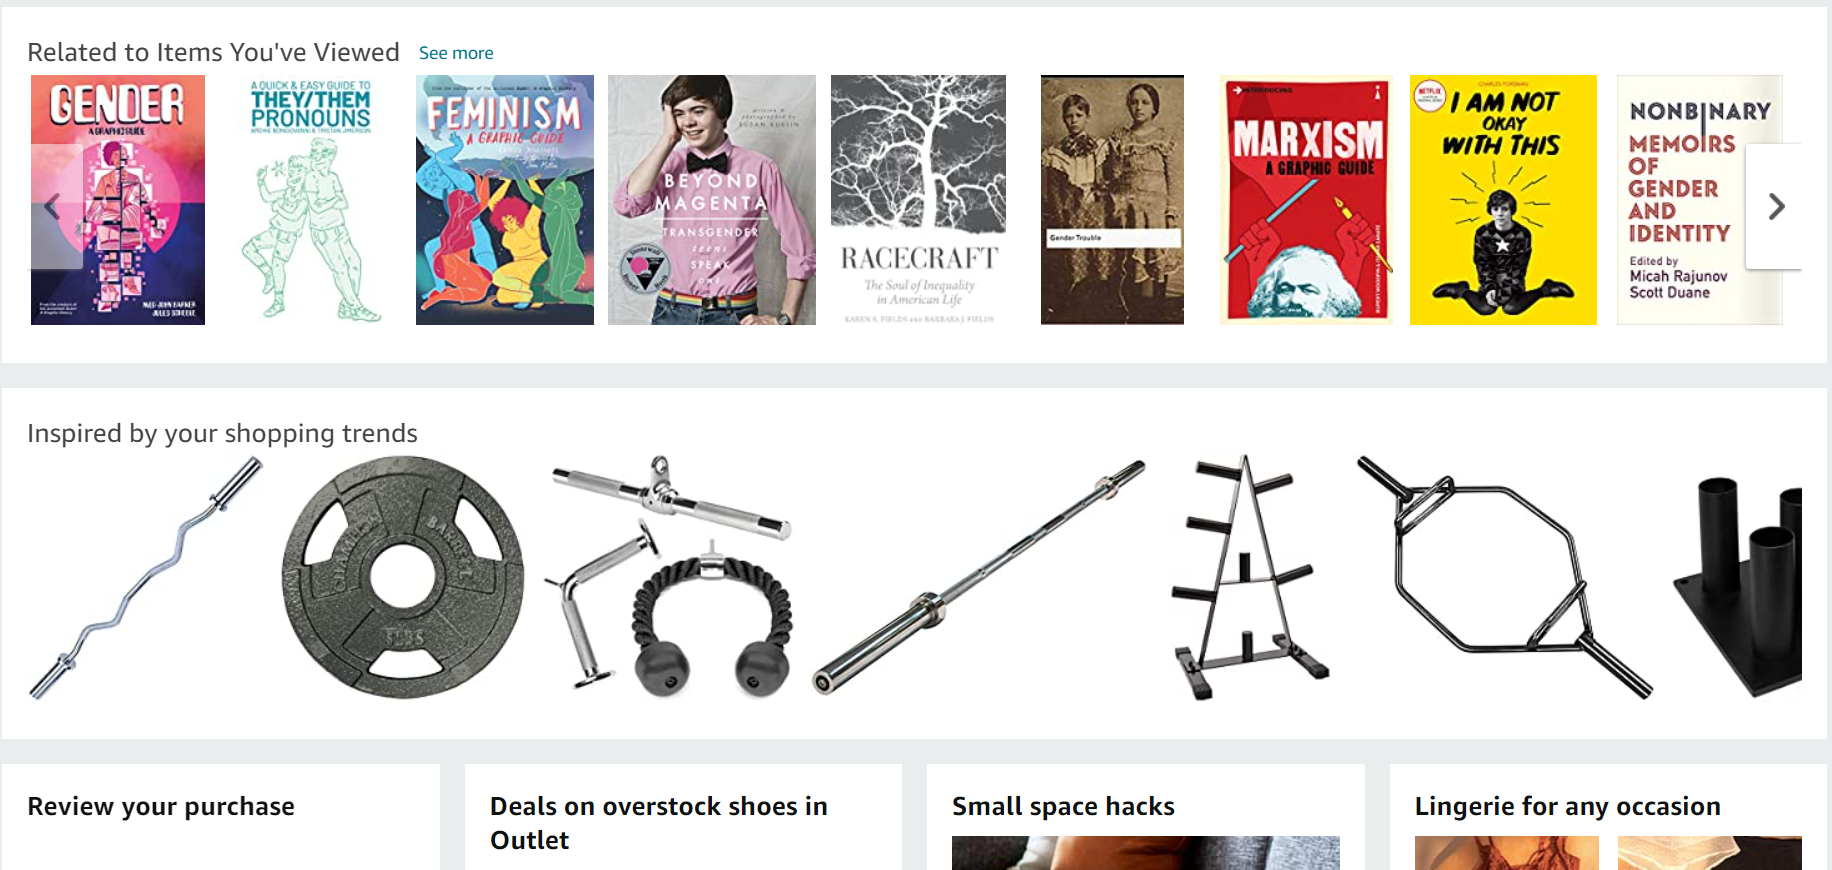 Related to Items You've Viewed See more
GENDER
A GRAPHIC GUIDE
MEG-JOHN BARKER
JULES SCHEELE
A QUICK & EASY GUIDE TO
THEY/THEM
PRONOUNS
ARCHIE BONGIOVANNI & TRISTAN JIMERSON
FEMINISM
A GRAPHIC GUIDE
written &
photographed by
SUSAN KUKLIN
BEYOND
MAGENTA
TRANSGENDER
teens
SPEAK
OUT
RACECRAFT
The Soul of Inequality
in American Life
KAREN E. FIELDS AND BARBARA J. FIELDS
Gender Trouble
INTRODUCING
MARXISM
A GRAPHIC GUIDE
NETFLIX
CHARLES FORSMAN
I AM NOT
OKAY
WITH THIS
NONBINARY
MEMOIRS
OF
GENDER
AND
IDENTITY
Edited by
Micah Rajunov
Scott Duane
Inspired by your shopping trends
BARBELL
LBS
Review your purchase
Deals on overstock shoes in
Outlet
Small space hacks
Lingerie for any occasion